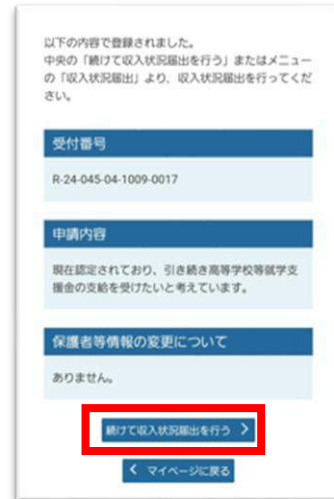 以下の内容で登録されました。
中央の「続けて収入状況届出を行う」またはメニュー
の「収入状況届出」より、収入状況届出を行ってくだ
さい。
受付番号
R-24-045-04-1009-0017
申請内容
現在認定されており、引き続き高等学校等就学支
援金の支給を受けたいと考えています。
保護者等情報の変更について
ありません。
続けて収入状況届出を行う >
< マイページに戻る